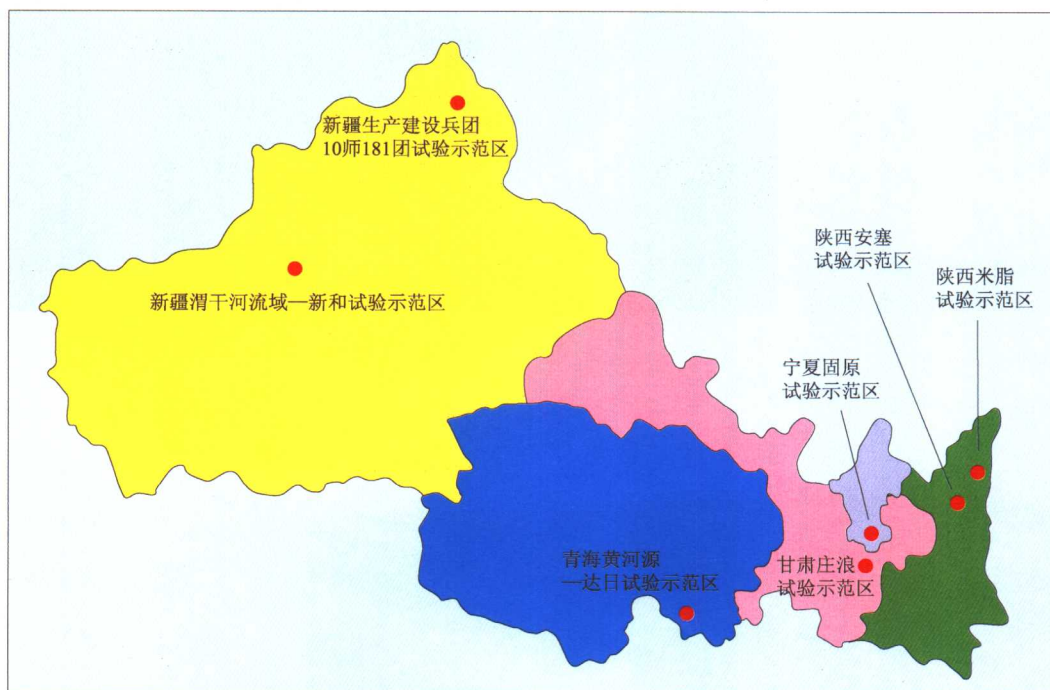 新疆生产建设兵团
10师181团试验示范区
新疆渭干河流域—新和试验示范区
陕西安塞
试验示范区
陕西米脂
试验示范区
宁夏固原
试验示范区
青海黄河源
—达日试验示范区
甘肃庄浪
试验示范区